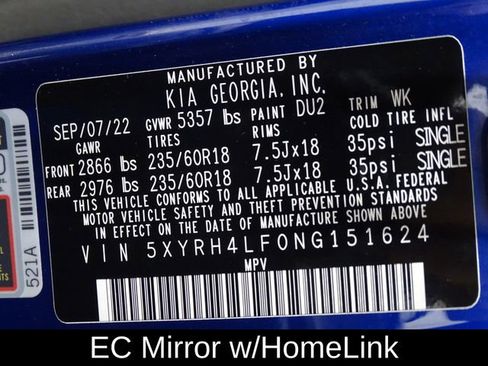 MANUFACTURED BY
KIA GEORGIA, INC.
SEP/07/22 GVWR 5357 lbs PAINT DU2 TRIM WK
GAWR TIRES RIMS COLD TIRE INFL
FRONT 2866 lbs 235/60R18 7.5Jx18 35psi SINGLE
REAR 2976 lbs 235/60R18 7.5Jx18 35psi SINGLE
THIS VEHICLE CONFORMS TO ALL APPLICABLE U.S.A. FEDERAL
MOTOR VEHICLE SAFETY AND THEFT PREVENTION STANDARDS
IN EFFECT ON THE DATE OF MANUFACTURE SHOWN ABOVE.
VIN 5XYRH4LF0NG151624
MPV
521A
EC Mirror w/HomeLink